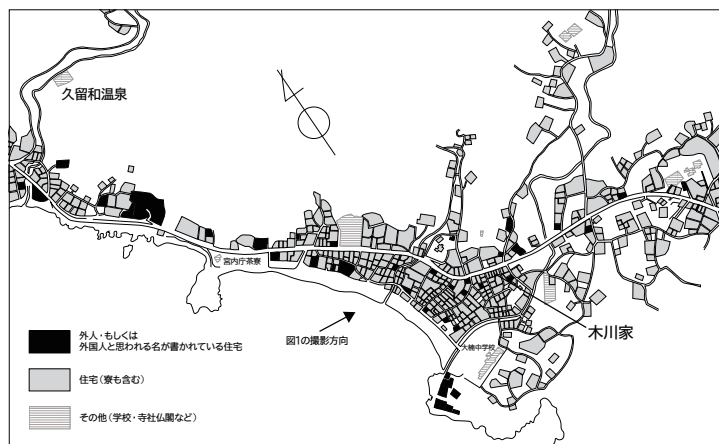 久留和温泉
宮内庁茶寮
図1の撮影方向
木川家
大楠中学校
外人・もしくは
外国人と思われる名が書かれている住宅
住宅（寮も含む）
その他（学校・寺社仏閣など）